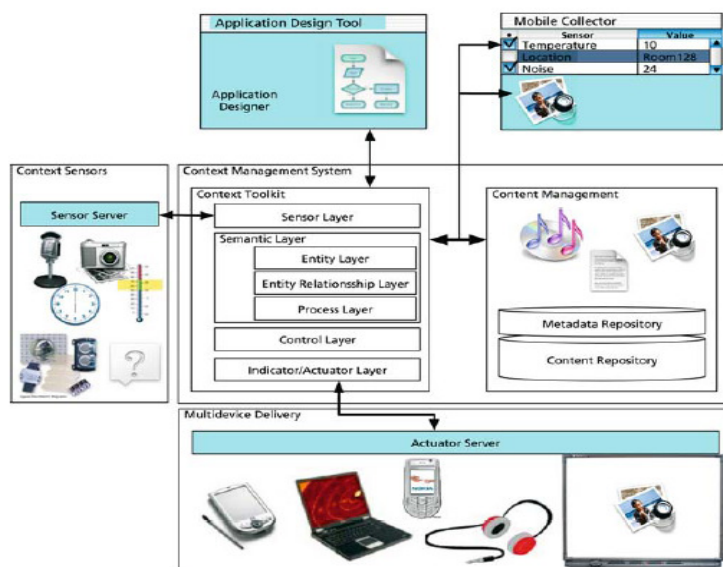 Application Design Tool
Application
Designer
Mobile Collector
Sensor Value
Temperature 10
Location Room128
Noise 24
Context Sensors
Sensor Server
?
Context Management System
Context Toolkit
Sensor Layer
Semantic Layer
Entity Layer
Entity Relationsship Layer
Process Layer
Control Layer
Indicator/Actuator Layer
Content Management
Metadata Repository
Content Repository
Multidevice Delivery
Actuator Server